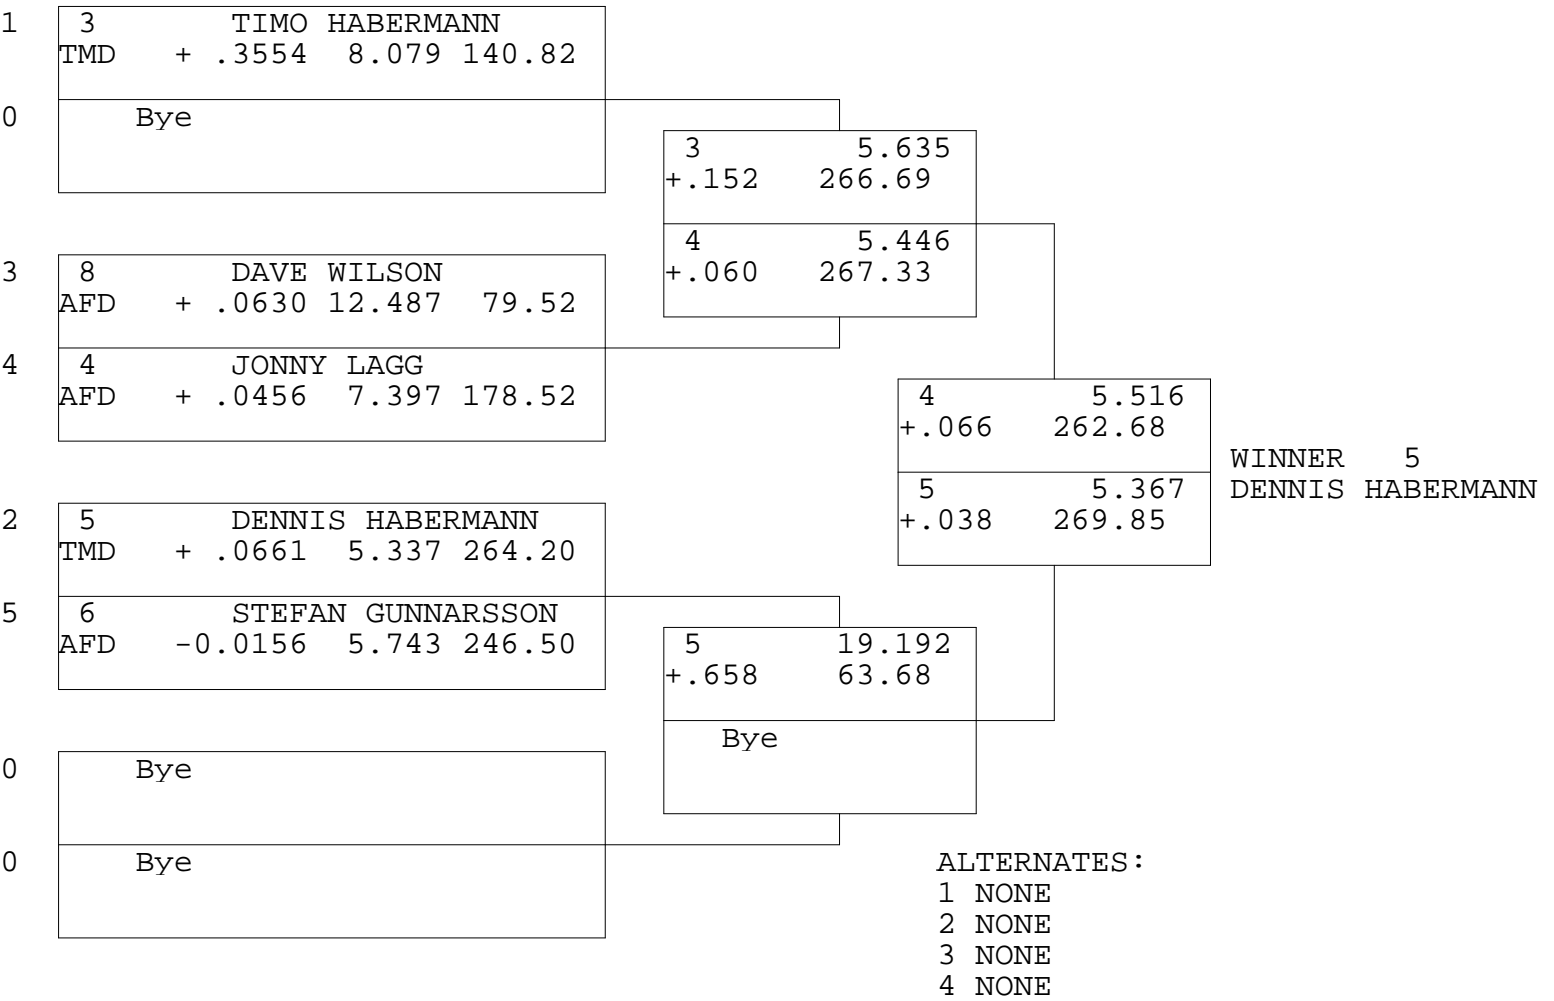 1 3 TIMO HABERMANN
TMD + .3554 8.079 140.82
0 Bye
3 8 DAVE WILSON
AFD + .0630 12.487 79.52
4 4 JONNY LAGG
AFD + .0456 7.397 178.52
2 5 DENNIS HABERMANN
TMD + .0661 5.337 264.20
5 6 STEFAN GUNNARSSON
AFD -0.0156 5.743 246.50
0 Bye
0 Bye
3 5.635
+.152 266.69
4 5.446
+.060 267.33
5 19.192
+.658 63.68
Bye
4 5.516
+.066 262.68
5 5.367
+.038 269.85
WINNER 5
DENNIS HABERMANN
ALTERNATES:
1 NONE
2 NONE
3 NONE
4 NONE